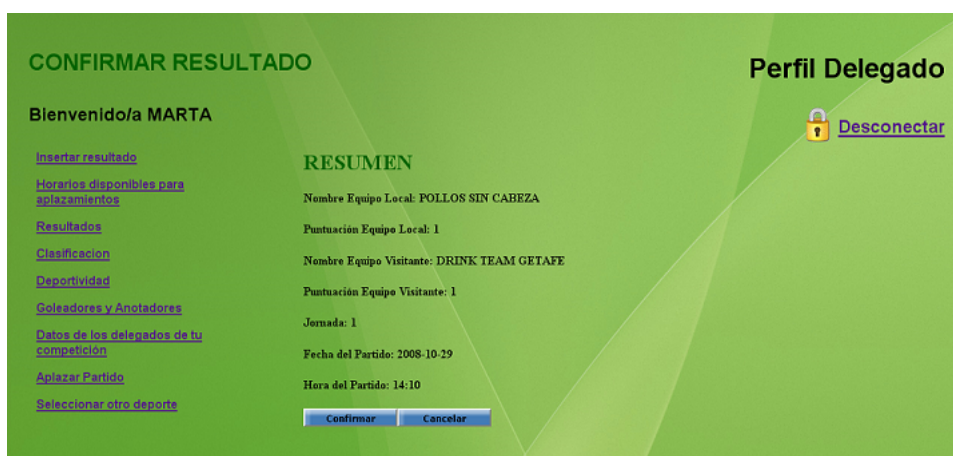 CONFIRMAR RESULTADO
Perfil Delegado
Bienvenido/a MARTA
Desconectar
Insertar resultado
Horarios disponibles para
aplazamientos
Resultados
Clasificacion
Deportividad
Goleadores y Anotadores
Datos de los delegados de tu
competición
Aplazar Partido
Seleccionar otro deporte
RESUMEN
Nombre Equipo Local: POLLOS SIN CABEZA
Puntuación Equipo Local: 1
Nombre Equipo Visitante: DRINK TEAM GETAFE
Puntuación Equipo Visitante: 1
Jornada: 1
Fecha del Partido: 2008-10-29
Hora del Partido: 14:10
Confirmar Cancelar